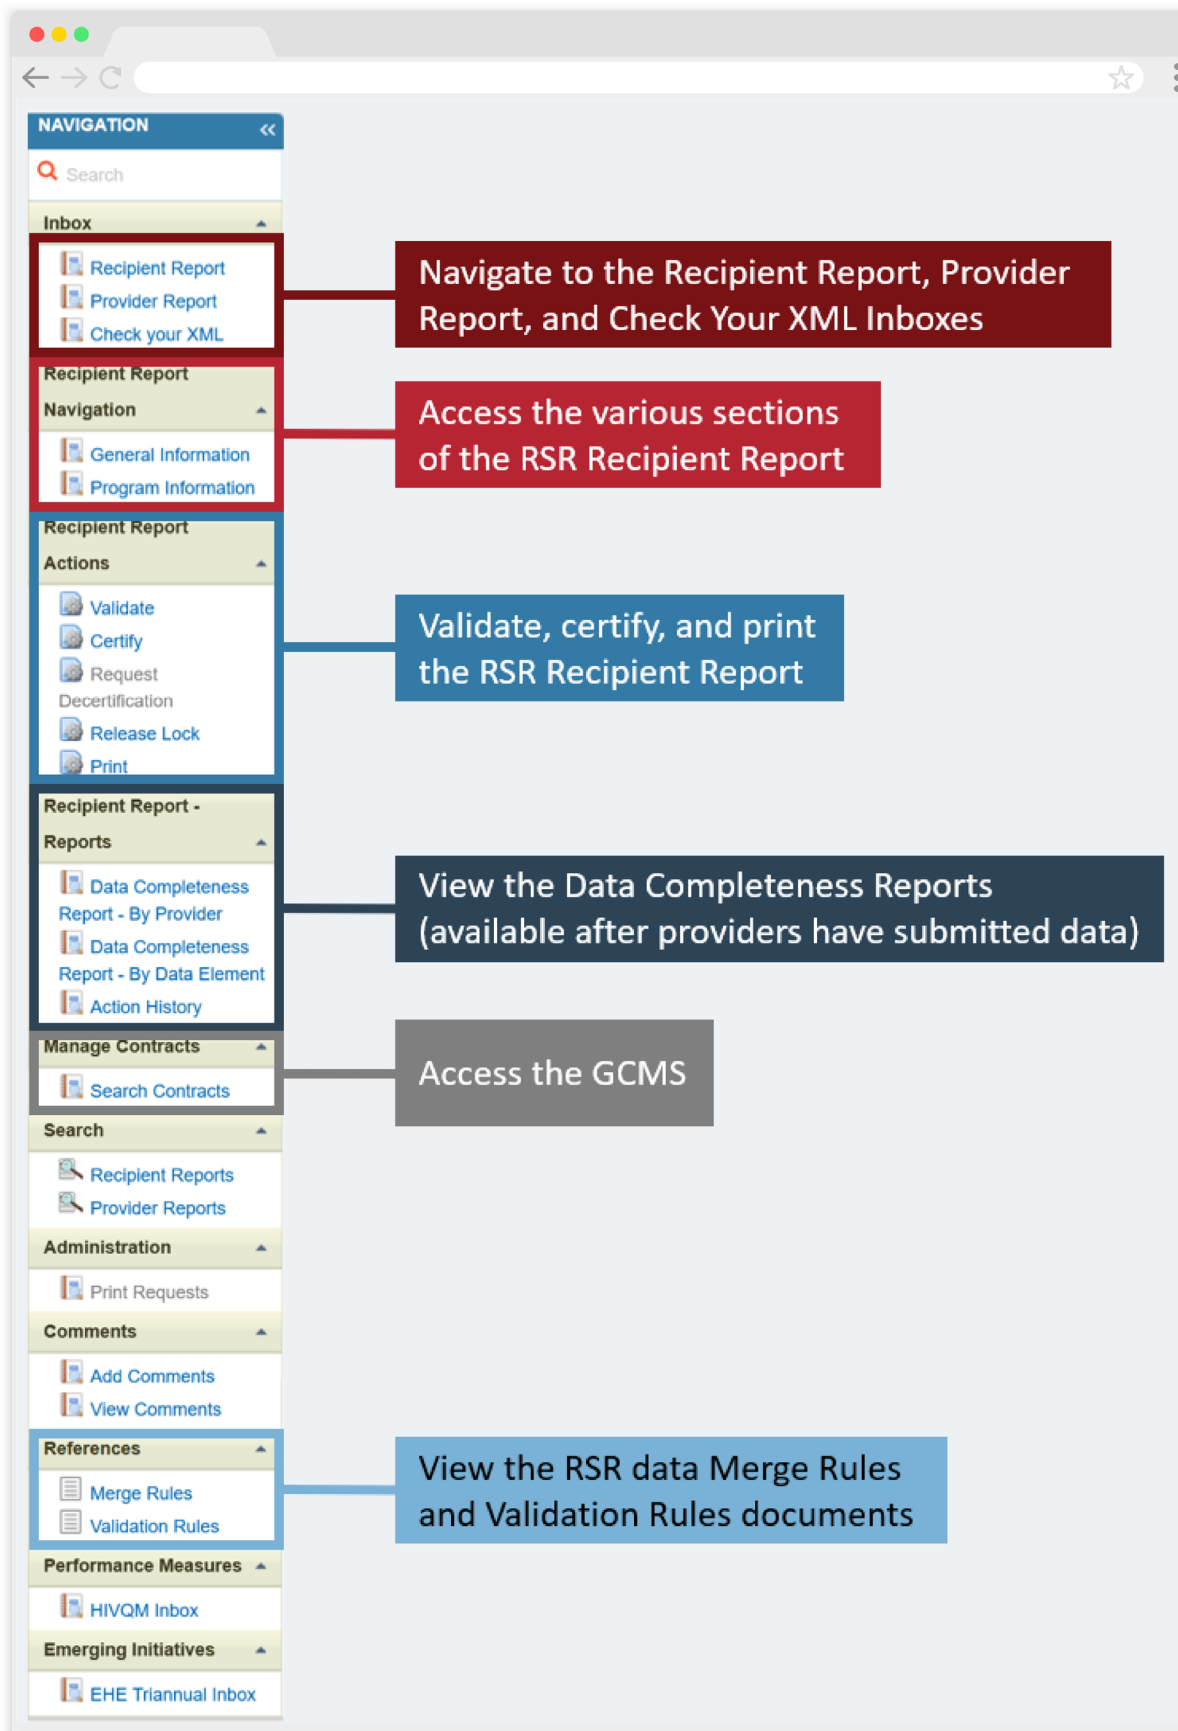 NAVIGATION
Search
Inbox
Recipient Report
Provider Report
Check your XML
Navigate to the Recipient Report, Provider
Report, and Check Your XML Inboxes
Recipient Report
Navigation
General Information
Program Information
Access the various sections
of the RSR Recipient Report
Recipient Report
Actions
Validate
Certify
Request
Decertification
Release Lock
Print
Validate, certify, and print
the RSR Recipient Report
Recipient Report -
Reports
Data Completeness
Report - By Provider
Data Completeness
Report - By Data Element
Action History
View the Data Completeness Reports
(available after providers have submitted data)
Manage Contracts
Search Contracts
Access the GCMS
Search
Recipient Reports
Provider Reports
Administration
Print Requests
Comments
Add Comments
View Comments
References
Merge Rules
Validation Rules
View the RSR data Merge Rules
and Validation Rules documents
Performance Measures
HIVQM Inbox
Emerging Initiatives
EHE Triannual Inbox